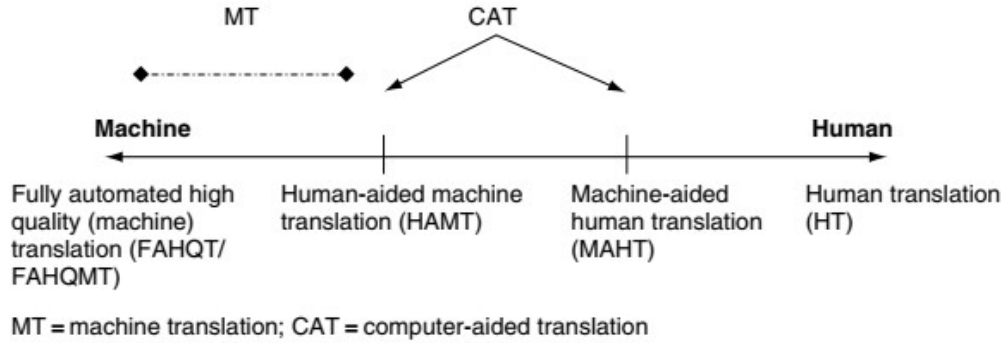 MT
CAT
Machine
Human
Fully automated high
quality (machine)
translation (FAHQT/
FAHQMT)
Human-aided machine
translation (HAMT)
Machine-aided
human translation
(MAHT)
Human translation
(HT)
MT = machine translation; CAT = computer-aided translation